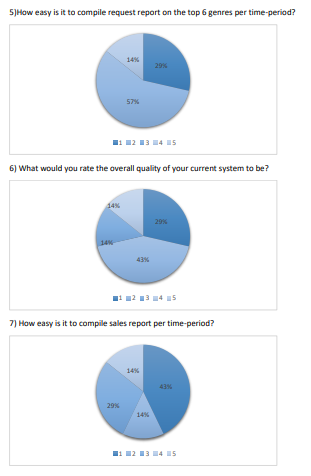 5)How easy is it to compile request report on the top 6 genres per time-period?
14%
29%
57%
1 2 3 4 5
6) What would you rate the overall quality of your current system to be?
14%
29%
14%
43%
1 2 3 4 5
7) How easy is it to compile sales report per time-period?
14%
43%
29%
14%
1 2 3 4 5